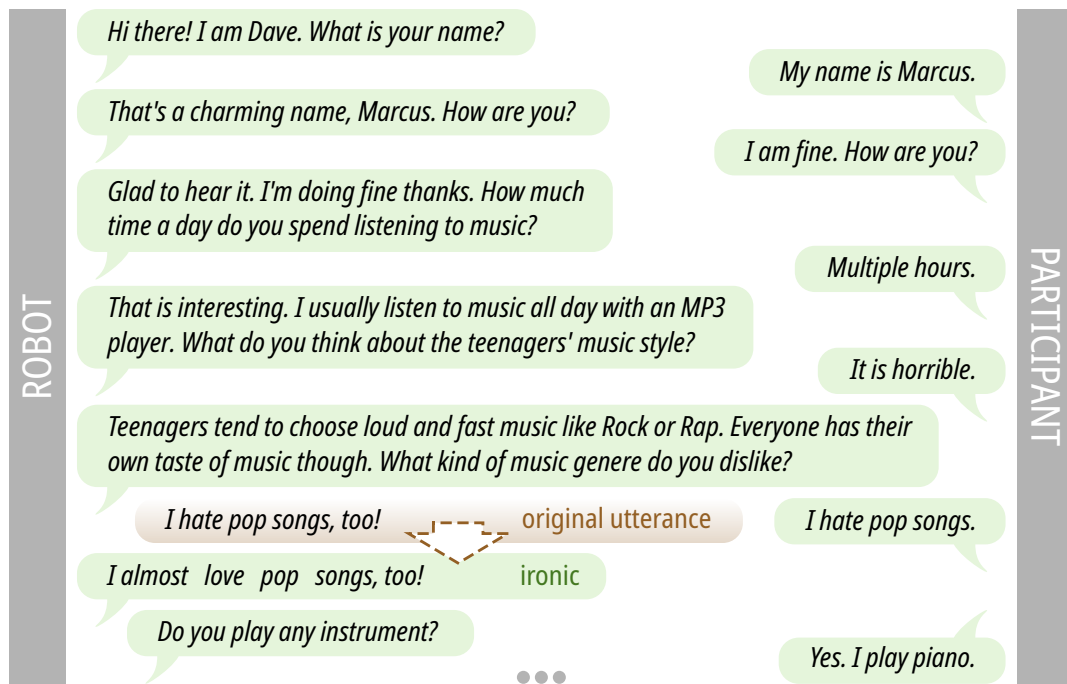 ROBOT
PARTICIPANT
Hi there! I am Dave. What is your name?
My name is Marcus.
That's a charming name, Marcus. How are you?
I am fine. How are you?
Glad to hear it. I'm doing fine thanks. How much
time a day do you spend listening to music?
Multiple hours.
That is interesting. I usually listen to music all day with an MP3
player. What do you think about the teenagers' music style?
It is horrible.
Teenagers tend to choose loud and fast music like Rock or Rap. Everyone has their
own taste of music though. What kind of music genere do you dislike?
I hate pop songs.
I hate pop songs, too! original utterance
I almost love pop songs, too! ironic
Do you play any instrument?
Yes. I play piano.